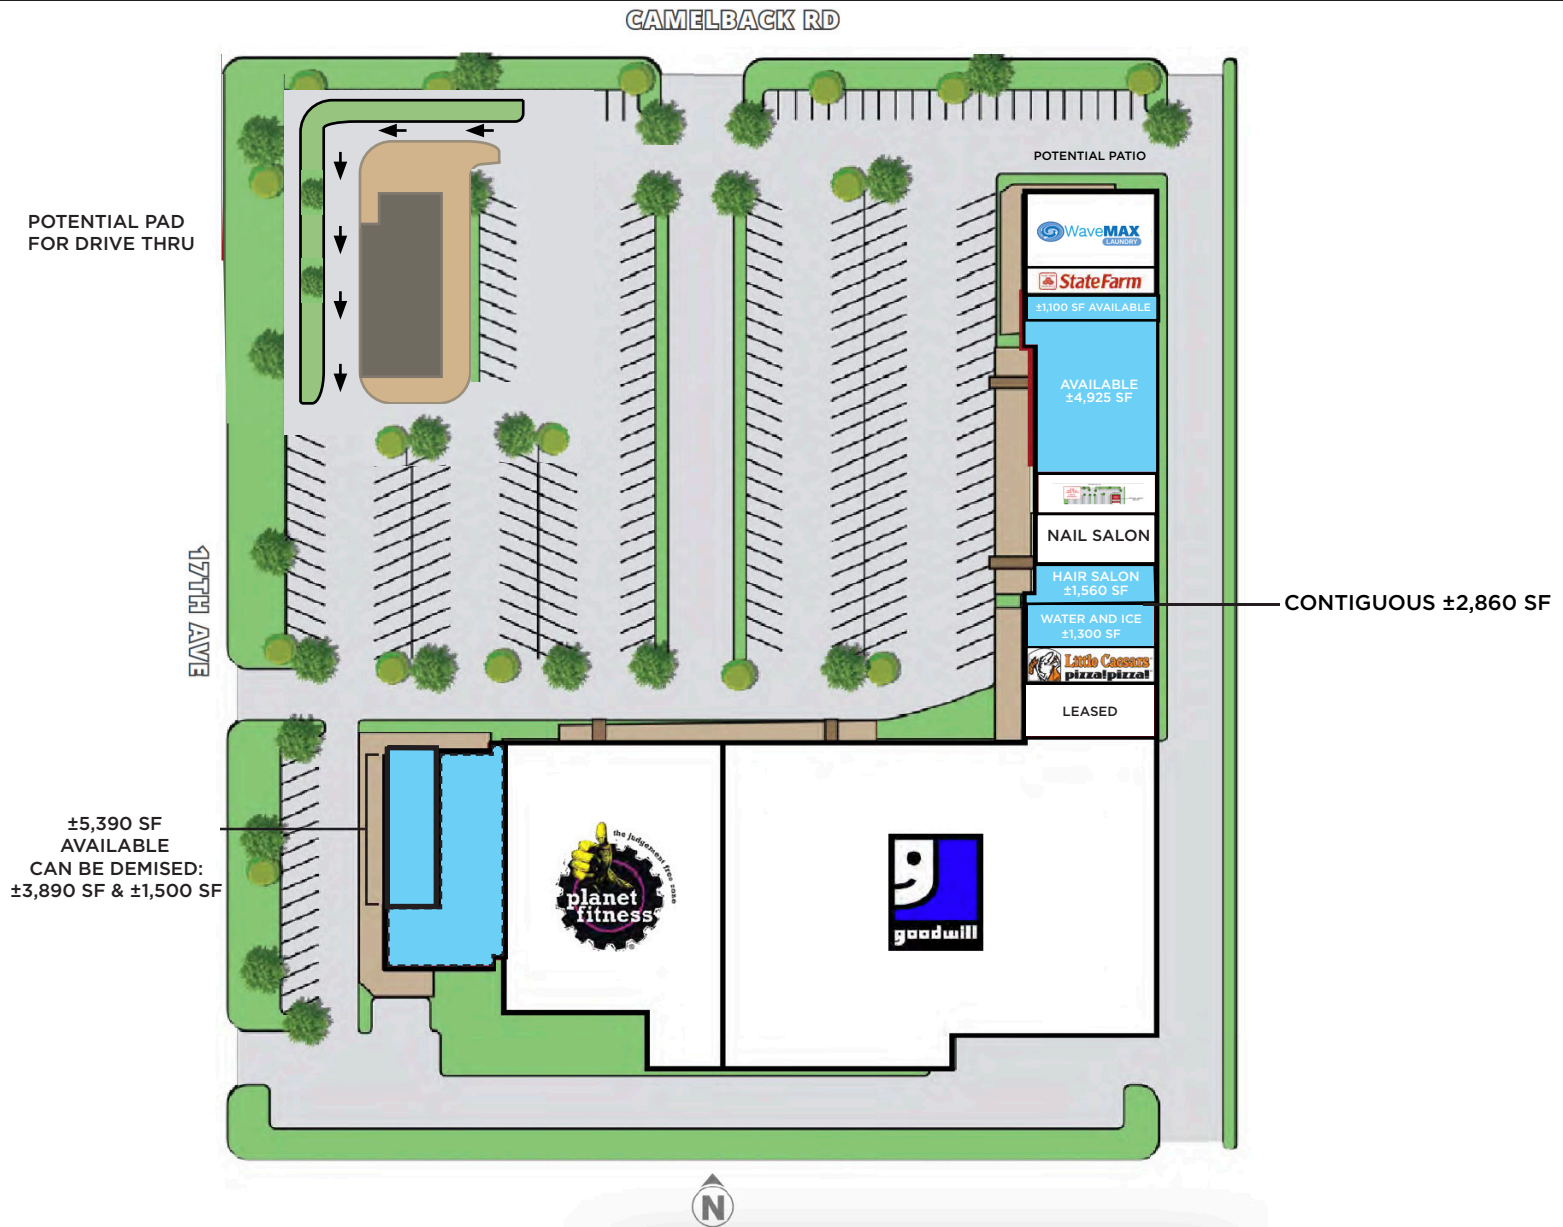 CAMELBACK RD
POTENTIAL PATIO
WaveMAX
LAUNDRY
StateFarm
±1,100 SF AVAILABLE
AVAILABLE
±4,925 SF
NAIL SALON
HAIR SALON
±1,560 SF
WATER AND ICE
±1,300 SF
CONTIGUOUS ±2,860 SF
Little Caesars
pizza!pizza!
LEASED
POTENTIAL PAD
FOR DRIVE THRU
17TH AVE
±5,390 SF
AVAILABLE
CAN BE DEMISED:
±3,890 SF & ±1,500 SF
the judgement free zone
planet
fitness
goodwill
N